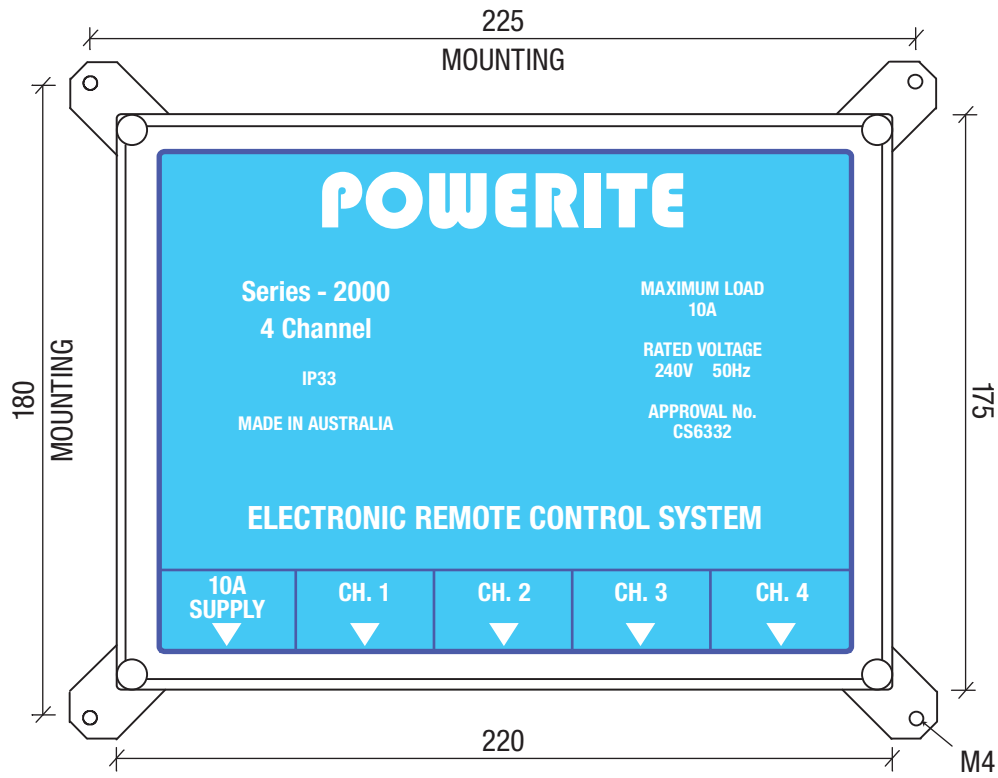 225
MOUNTING
180
MOUNTING
POWERITE
Series - 2000
4 Channel
IP33
MADE IN AUSTRALIA
MAXIMUM LOAD
10A
RATED VOLTAGE
240V 50Hz
APPROVAL No.
CS6332
175
ELECTRONIC REMOTE CONTROL SYSTEM
10A
SUPPLY
CH. 1
CH. 2
CH. 3
CH. 4
220
M4